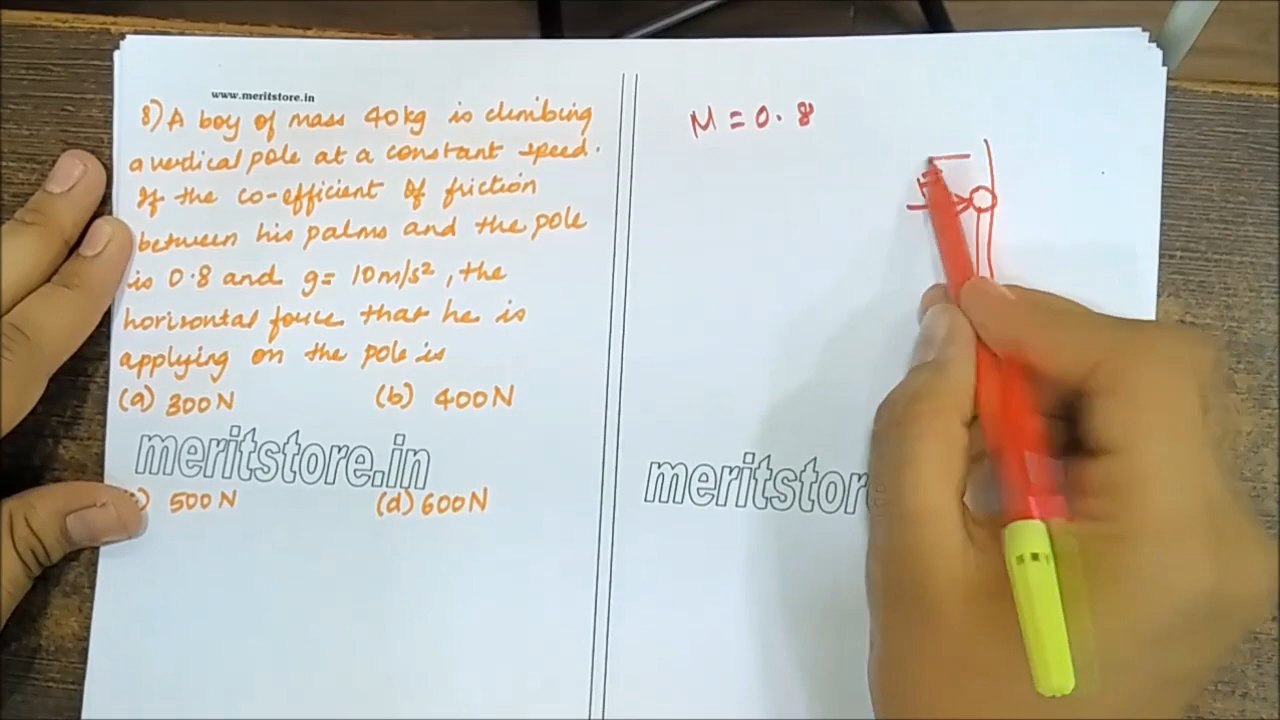 www.meritstore.in
8) A boy of mass 40kg is climbing
a vertical pole at a constant speed.
If the co-efficient of friction
between his palms and the pole
is 0.8 and g = 10m/s², the
horizontal force that he is
applying on the pole is
(a) 300N (b) 400N
meritstore.in
500N (d) 600N
M = 0.8
meritstore